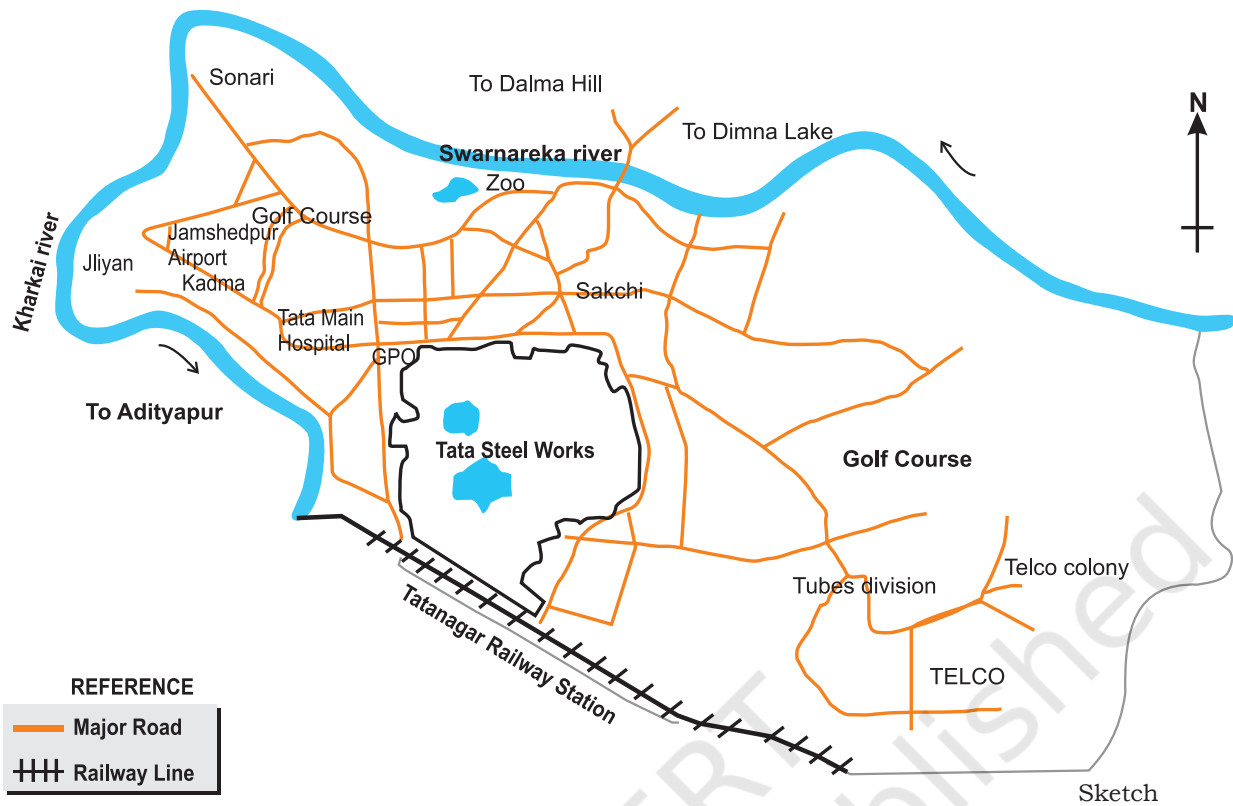 Sonari
To Dalma Hill
To Dimna Lake
N
Swarnareka river
Zoo
Golf Course
Jamshedpur
Airport
Kadma
Jliyan
Kharkai river
Sakchi
Tata Main
Hospital
GPO
To Adityapur
Tata Steel Works
Golf Course
Tubes division
Telco colony
TELCO
Tatanagar Railway Station
REFERENCE
Major Road
Railway Line
Sketch